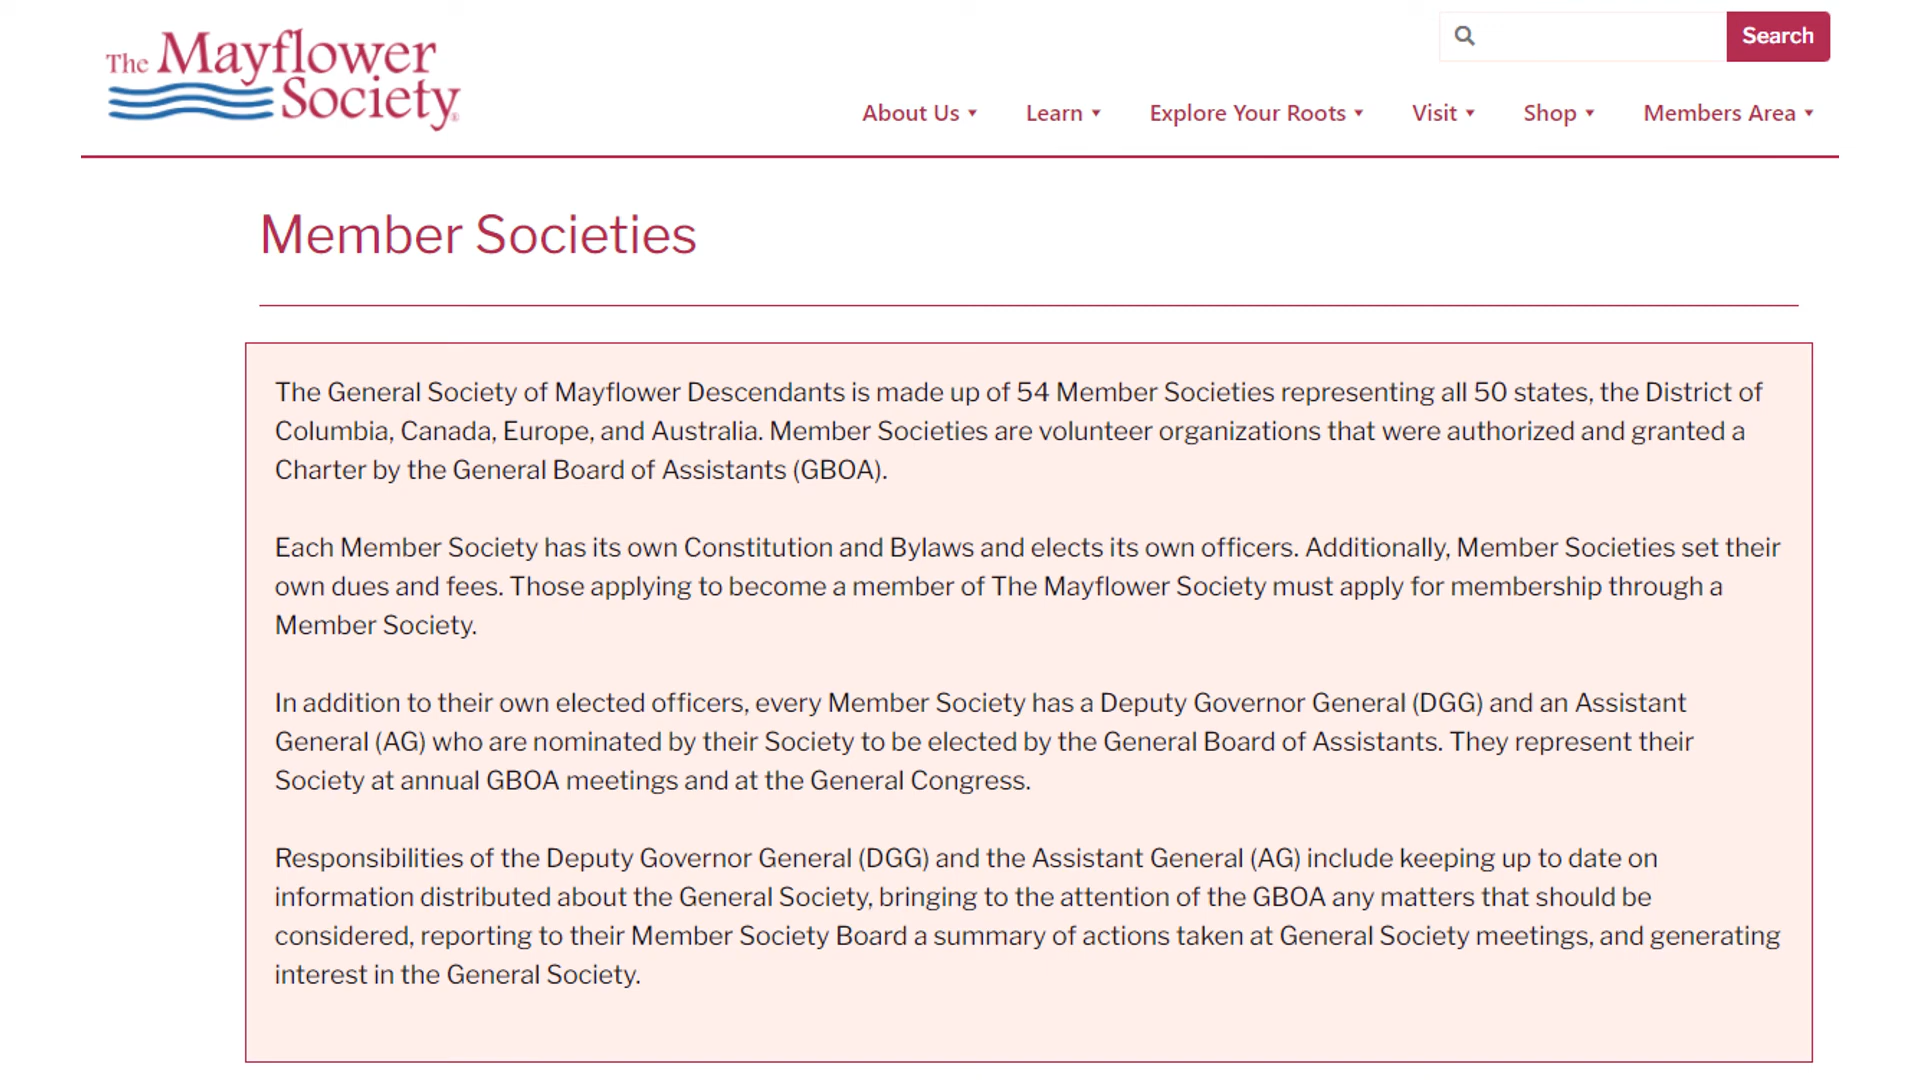 The Mayflower
Society®
Search
About Us
Learn
Explore Your Roots
Visit
Shop
Members Area
Member Societies
The General Society of Mayflower Descendants is made up of 54 Member Societies representing all 50 states, the District of
Columbia, Canada, Europe, and Australia. Member Societies are volunteer organizations that were authorized and granted a
Charter by the General Board of Assistants (GBOA).
Each Member Society has its own Constitution and Bylaws and elects its own officers. Additionally, Member Societies set their
own dues and fees. Those applying to become a member of The Mayflower Society must apply for membership through a
Member Society.
In addition to their own elected officers, every Member Society has a Deputy Governor General (DGG) and an Assistant
General (AG) who are nominated by their Society to be elected by the General Board of Assistants. They represent their
Society at annual GBOA meetings and at the General Congress.
Responsibilities of the Deputy Governor General (DGG) and the Assistant General (AG) include keeping up to date on
information distributed about the General Society, bringing to the attention of the GBOA any matters that should be
considered, reporting to their Member Society Board a summary of actions taken at General Society meetings, and generating
interest in the General Society.